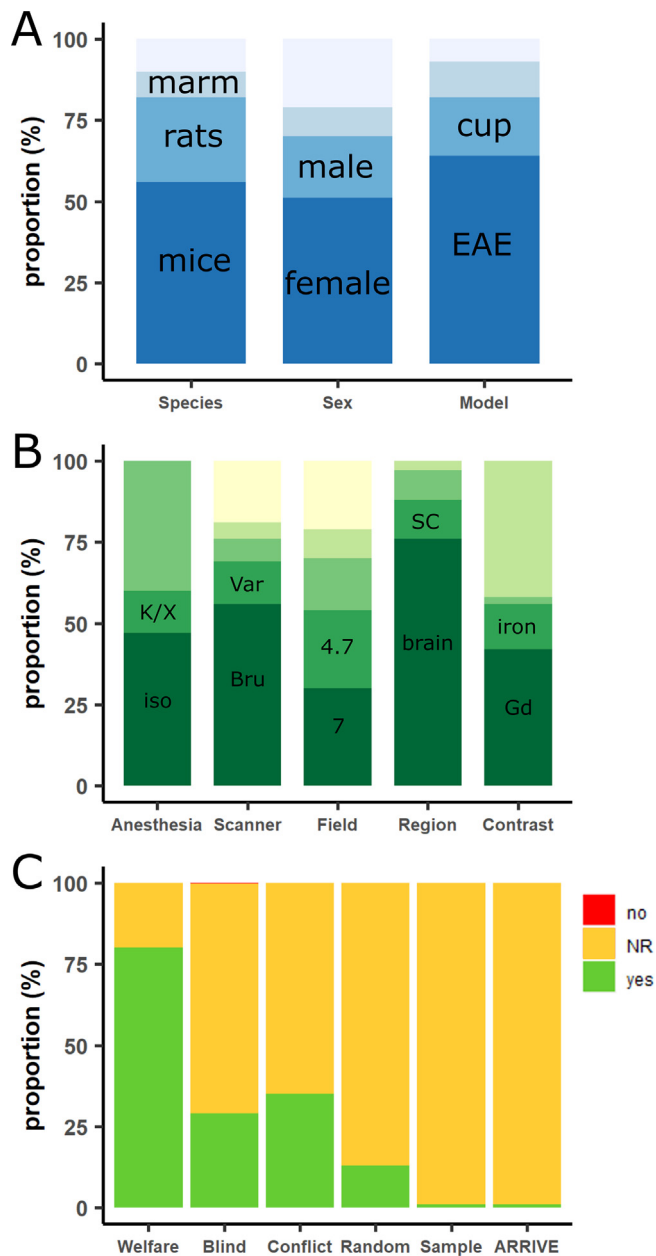 A
proportion (%)
100
75
50
25
0
marm
rats
mice
male
female
cup
EAE
Species Sex Model
B
proportion (%)
100
75
50
25
0
K/X
iso
Var
Bru
4.7
7
SC
brain
iron
Gd
Anesthesia Scanner Field Region Contrast
C
proportion (%)
100
75
50
25
0
no
NR
yes
Welfare Blind Conflict Random Sample ARRIVE